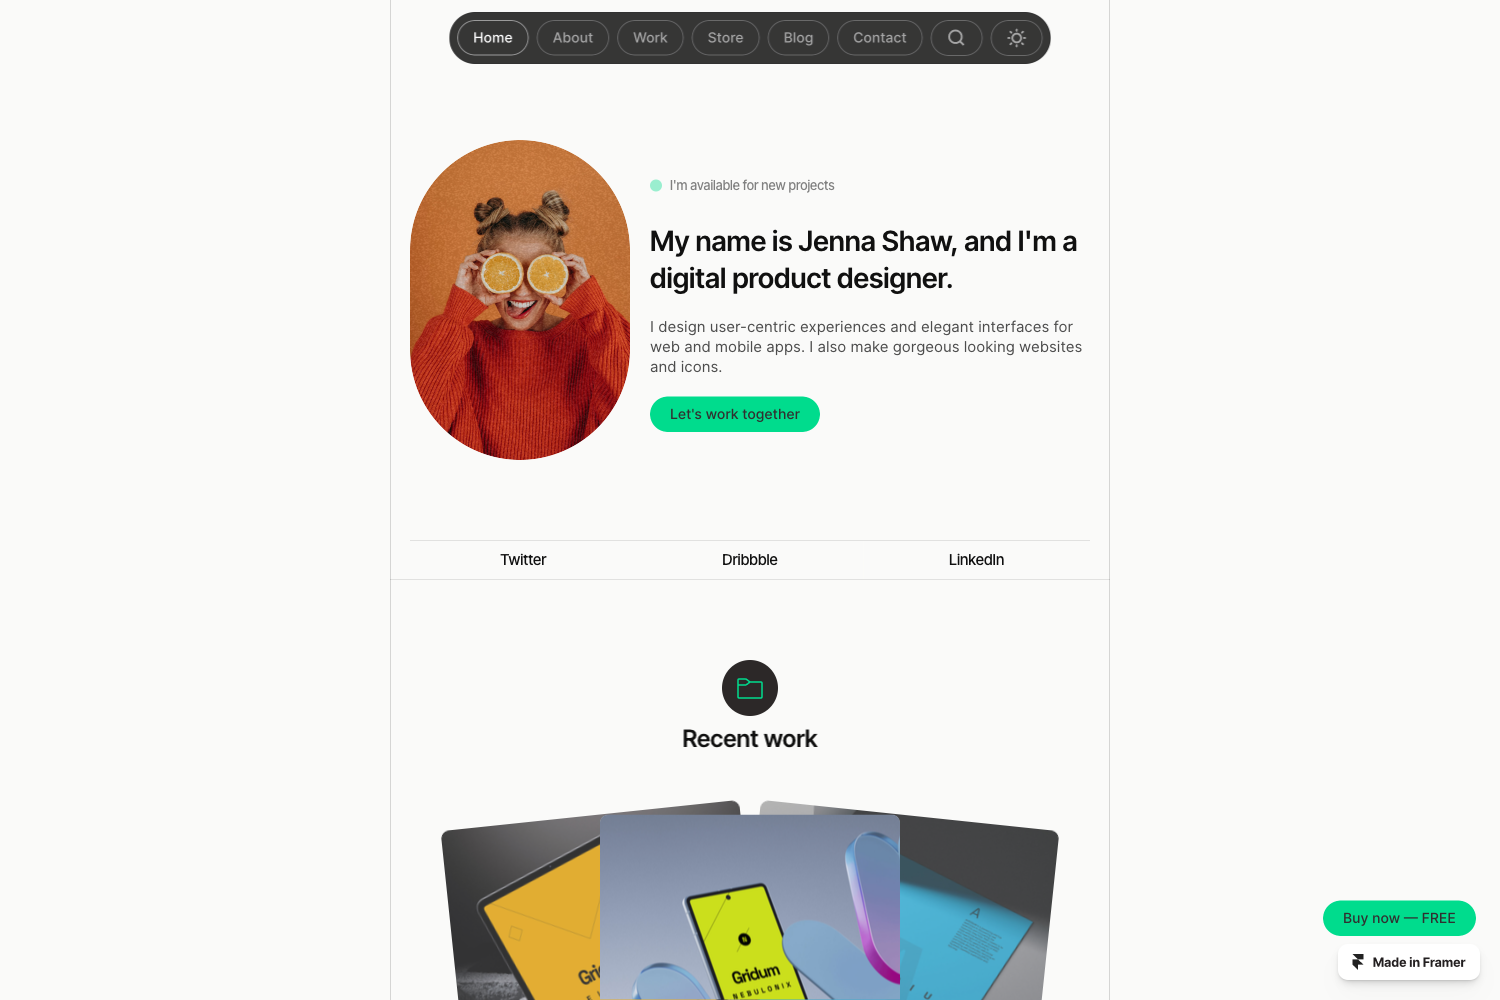 Home About Work Store Blog Contact
I'm available for new projects
My name is Jenna Shaw, and I'm a
digital product designer.
I design user-centric experiences and elegant interfaces for
web and mobile apps. I also make gorgeous looking websites
and icons.
Let's work together
Twitter Dribbble LinkedIn
Recent work
A
Gridum
NEBULONIX
Buy now — FREE
Made in Framer